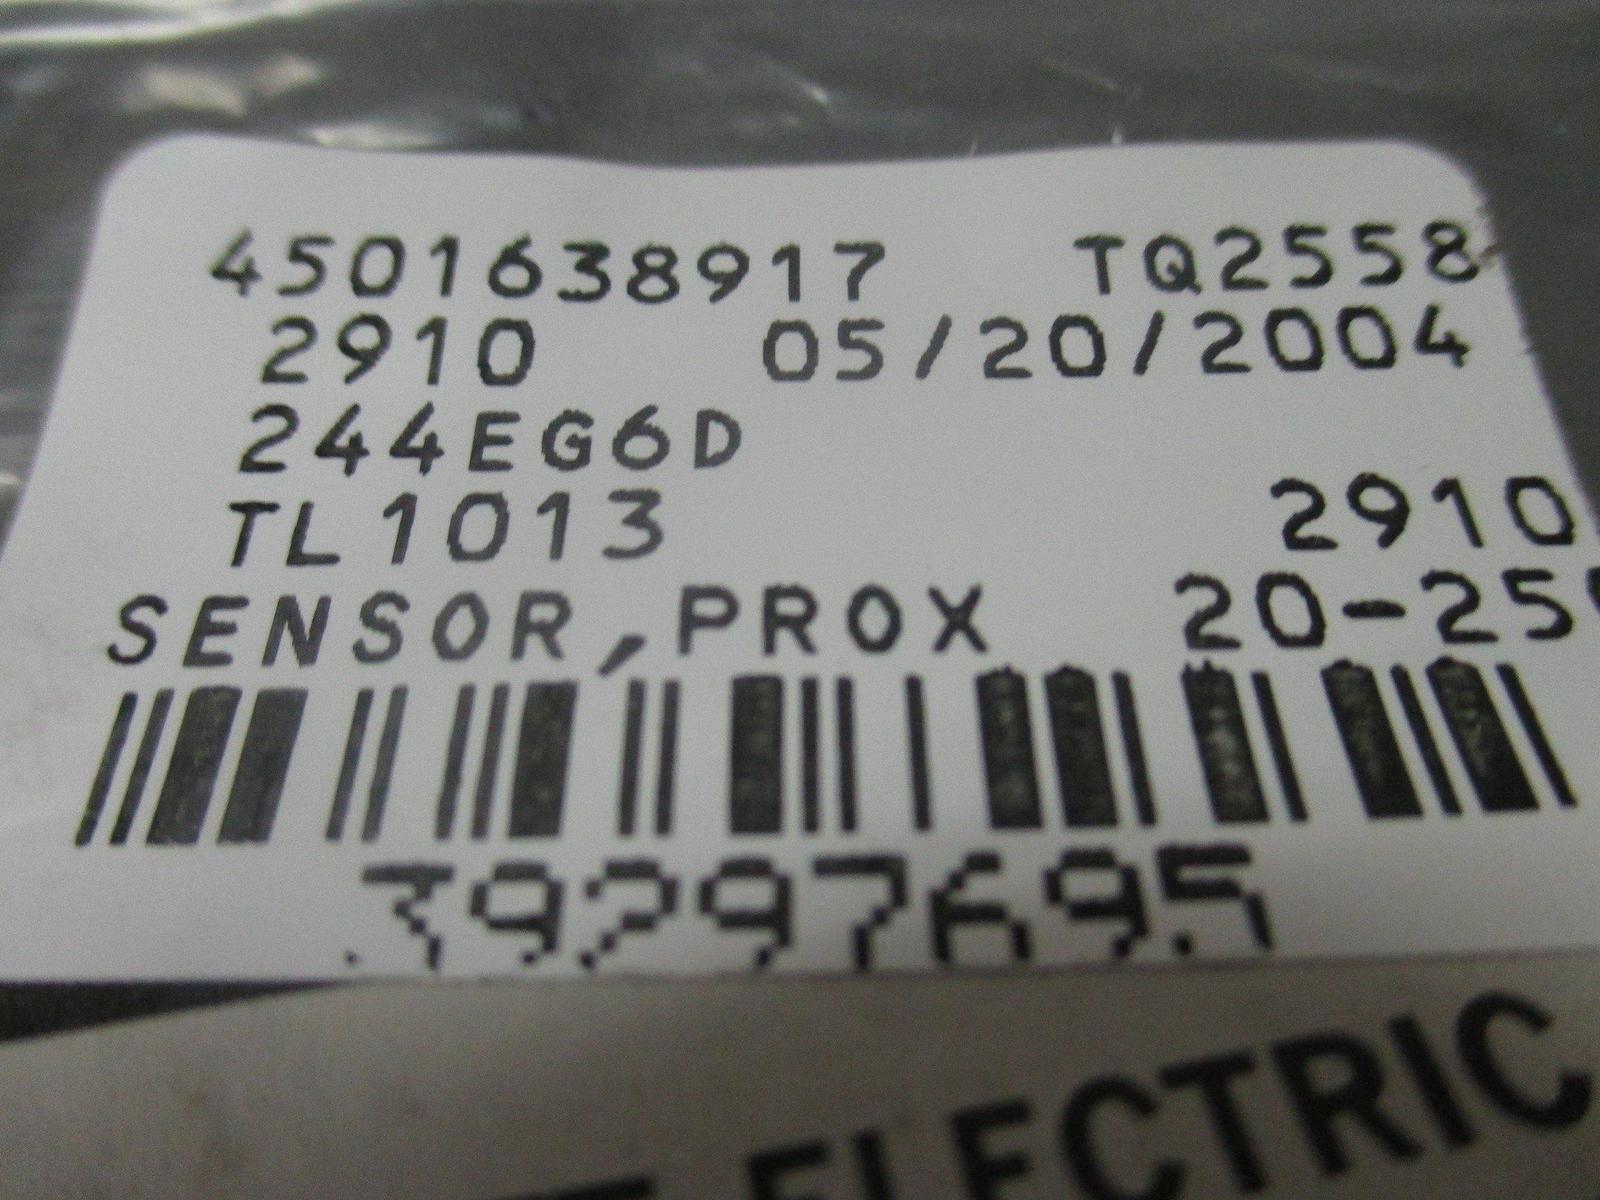 4501638917 TQ2558
2910 05/20/2004
244EG6D
TL1013 2910
SENSOR,PROX 20-25
39297695
ELECTRIC